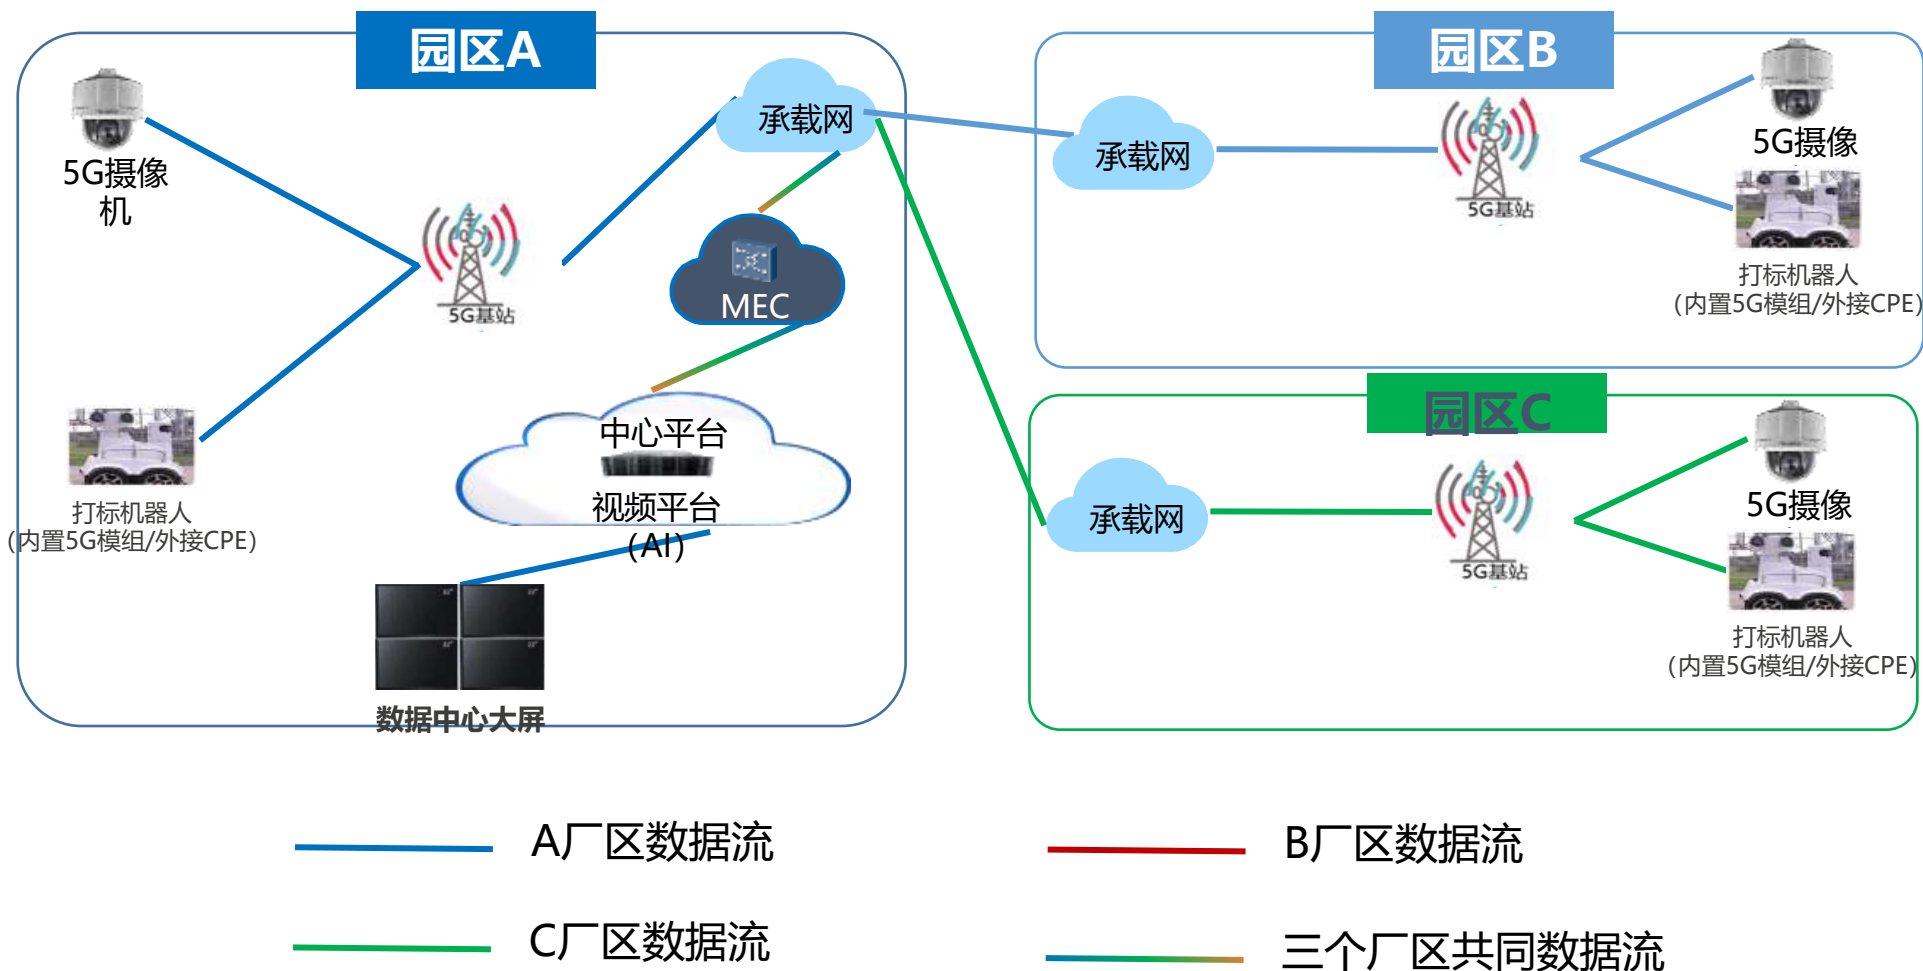 园区A
5G摄像
机
5G基站
打标机器人
(内置5G模组/外接CPE)
承载网
MEC
中心平台
视频平台
(AI)
数据中心大屏
园区B
承载网
5G基站
5G摄像
打标机器人
(内置5G模组/外接CPE)
园区C
承载网
5G基站
5G摄像
打标机器人
(内置5G模组/外接CPE)
A厂区数据流
B厂区数据流
C厂区数据流
三个厂区共同数据流